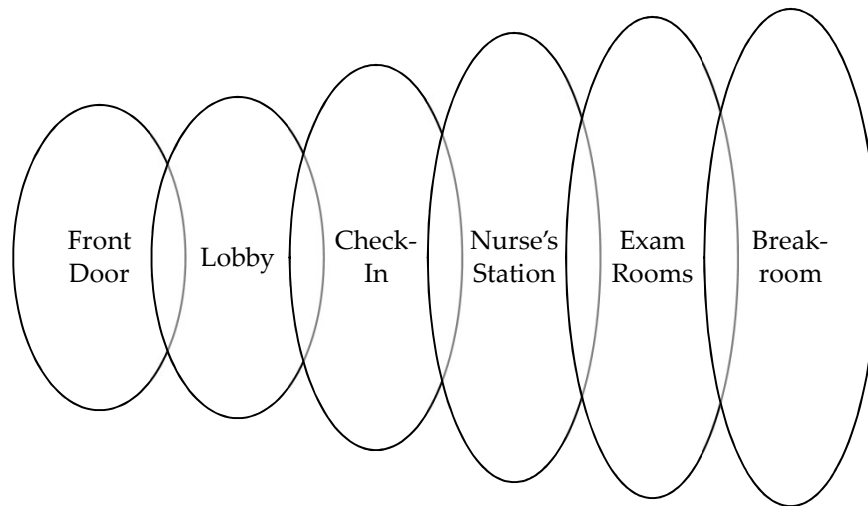 Front
Door
Lobby
Check-
In
Nurse's
Station
Exam
Rooms
Break-
room